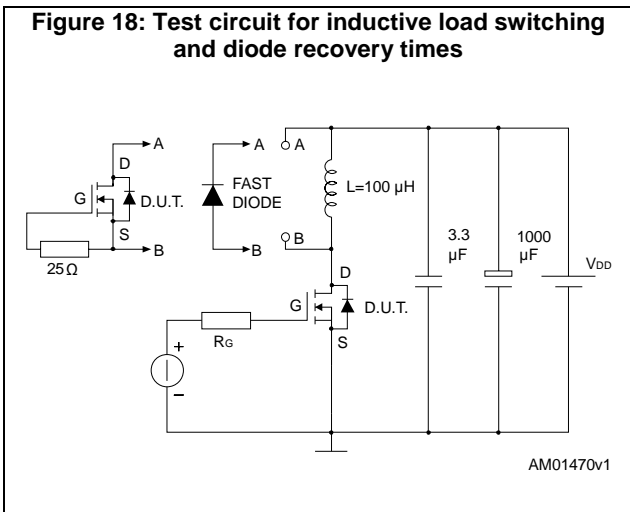 Figure 18: Test circuit for inductive load switching
and diode recovery times
A
D
G
D.U.T.
S
B
25Ω
A
FAST
DIODE
B
A
L=100 µH
B
D
G
D.U.T.
S
RG
+
–
3.3
µF
1000
µF
VDD
AM01470v1